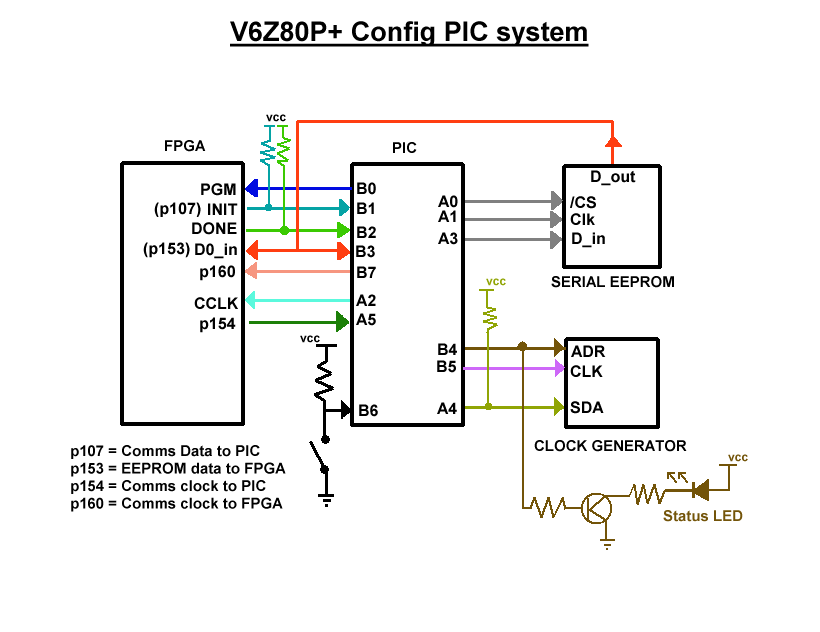 V6Z80P+ Config PIC system
vcc
FPGA
PIC
PGM
(p107) INIT
DONE
(p153) D0_in
p160
CCLK
p154
B0
B1
B2
B3
B7
A2
A5
B6
A0
A1
A3
B4
B5
A4
D_out
/CS
Clk
D_in
SERIAL EEPROM
vcc
vcc
ADR
CLK
SDA
CLOCK GENERATOR
p107 = Comms Data to PIC
p153 = EEPROM data to FPGA
p154 = Comms clock to PIC
p160 = Comms clock to FPGA
vcc
Status LED